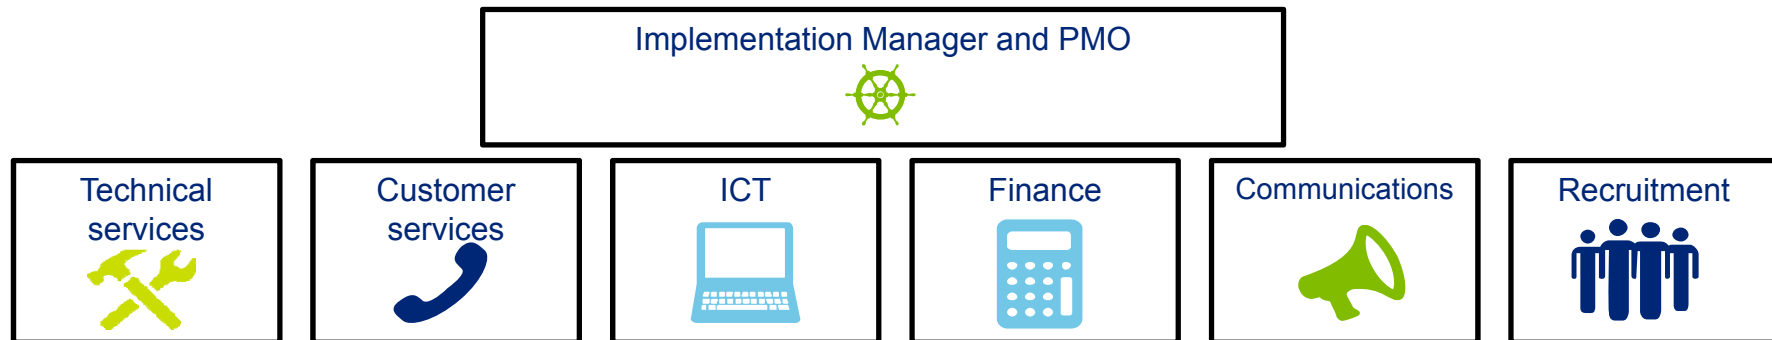 Implementation Manager and PMO
Technical
services
Customer
services
ICT
Finance
Communications
Recruitment